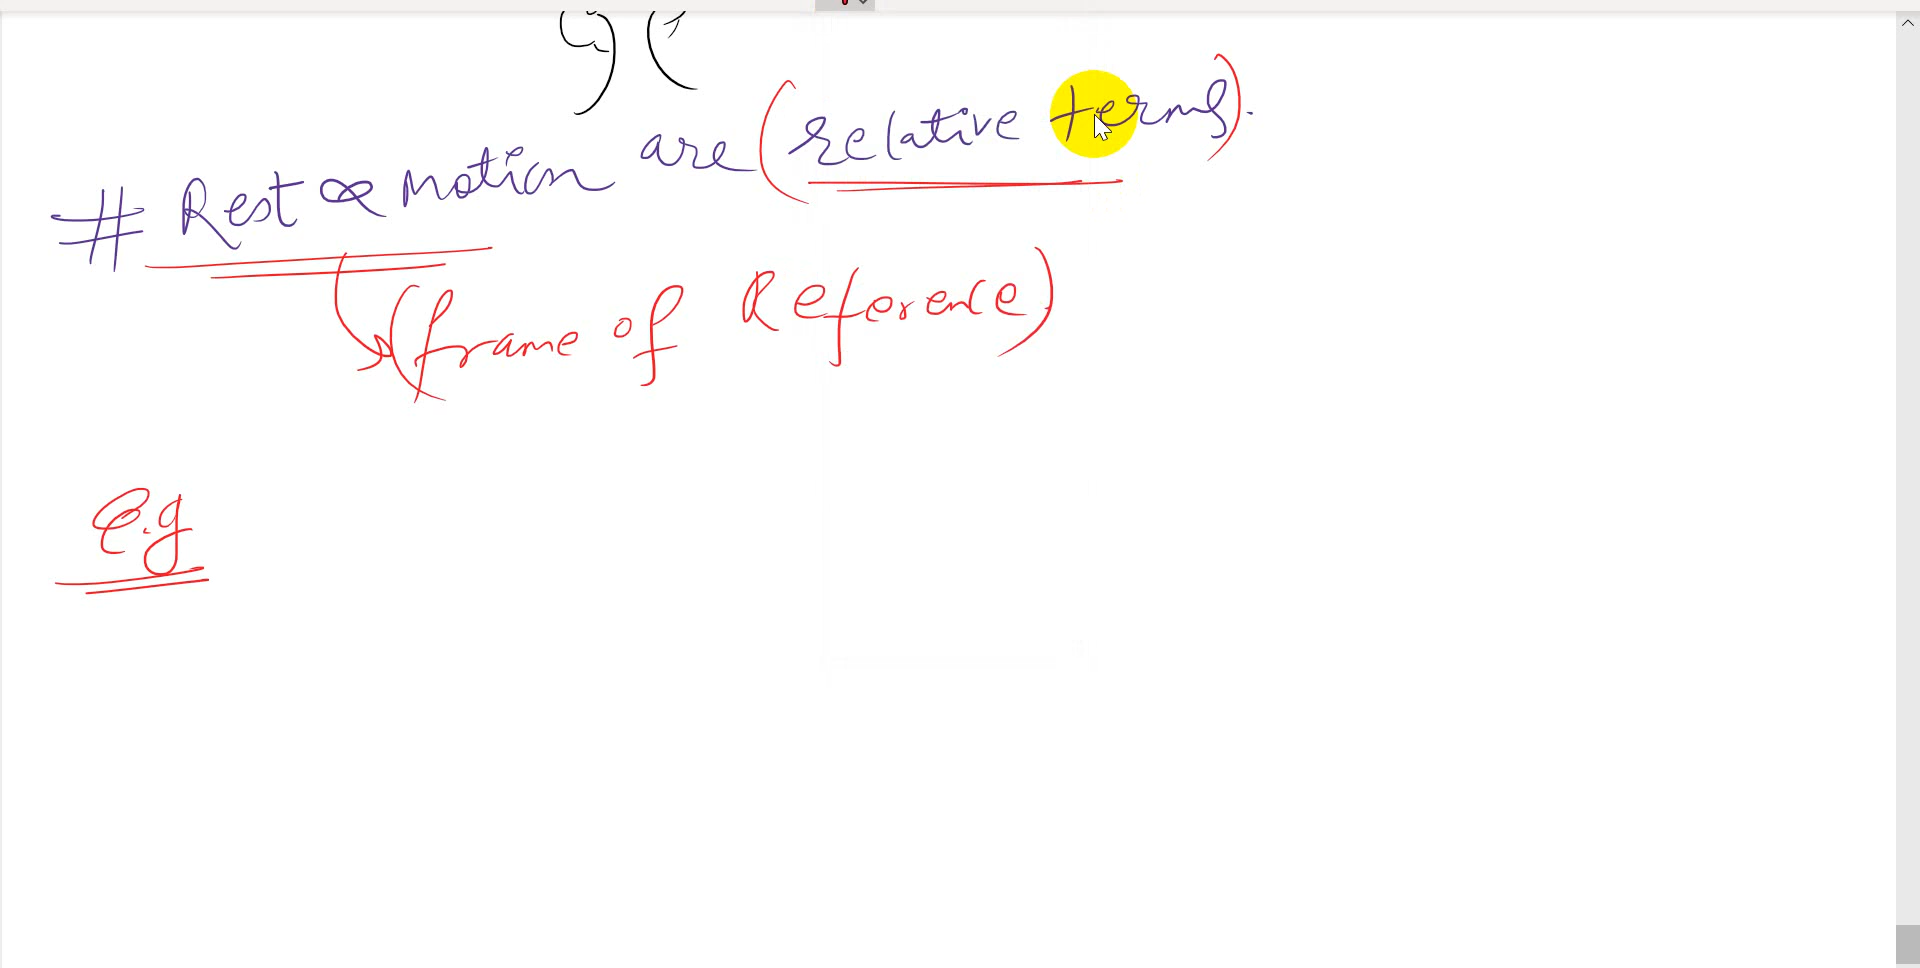 # Rest & Motion are (relative terms).
(frame of Reference)
e.g